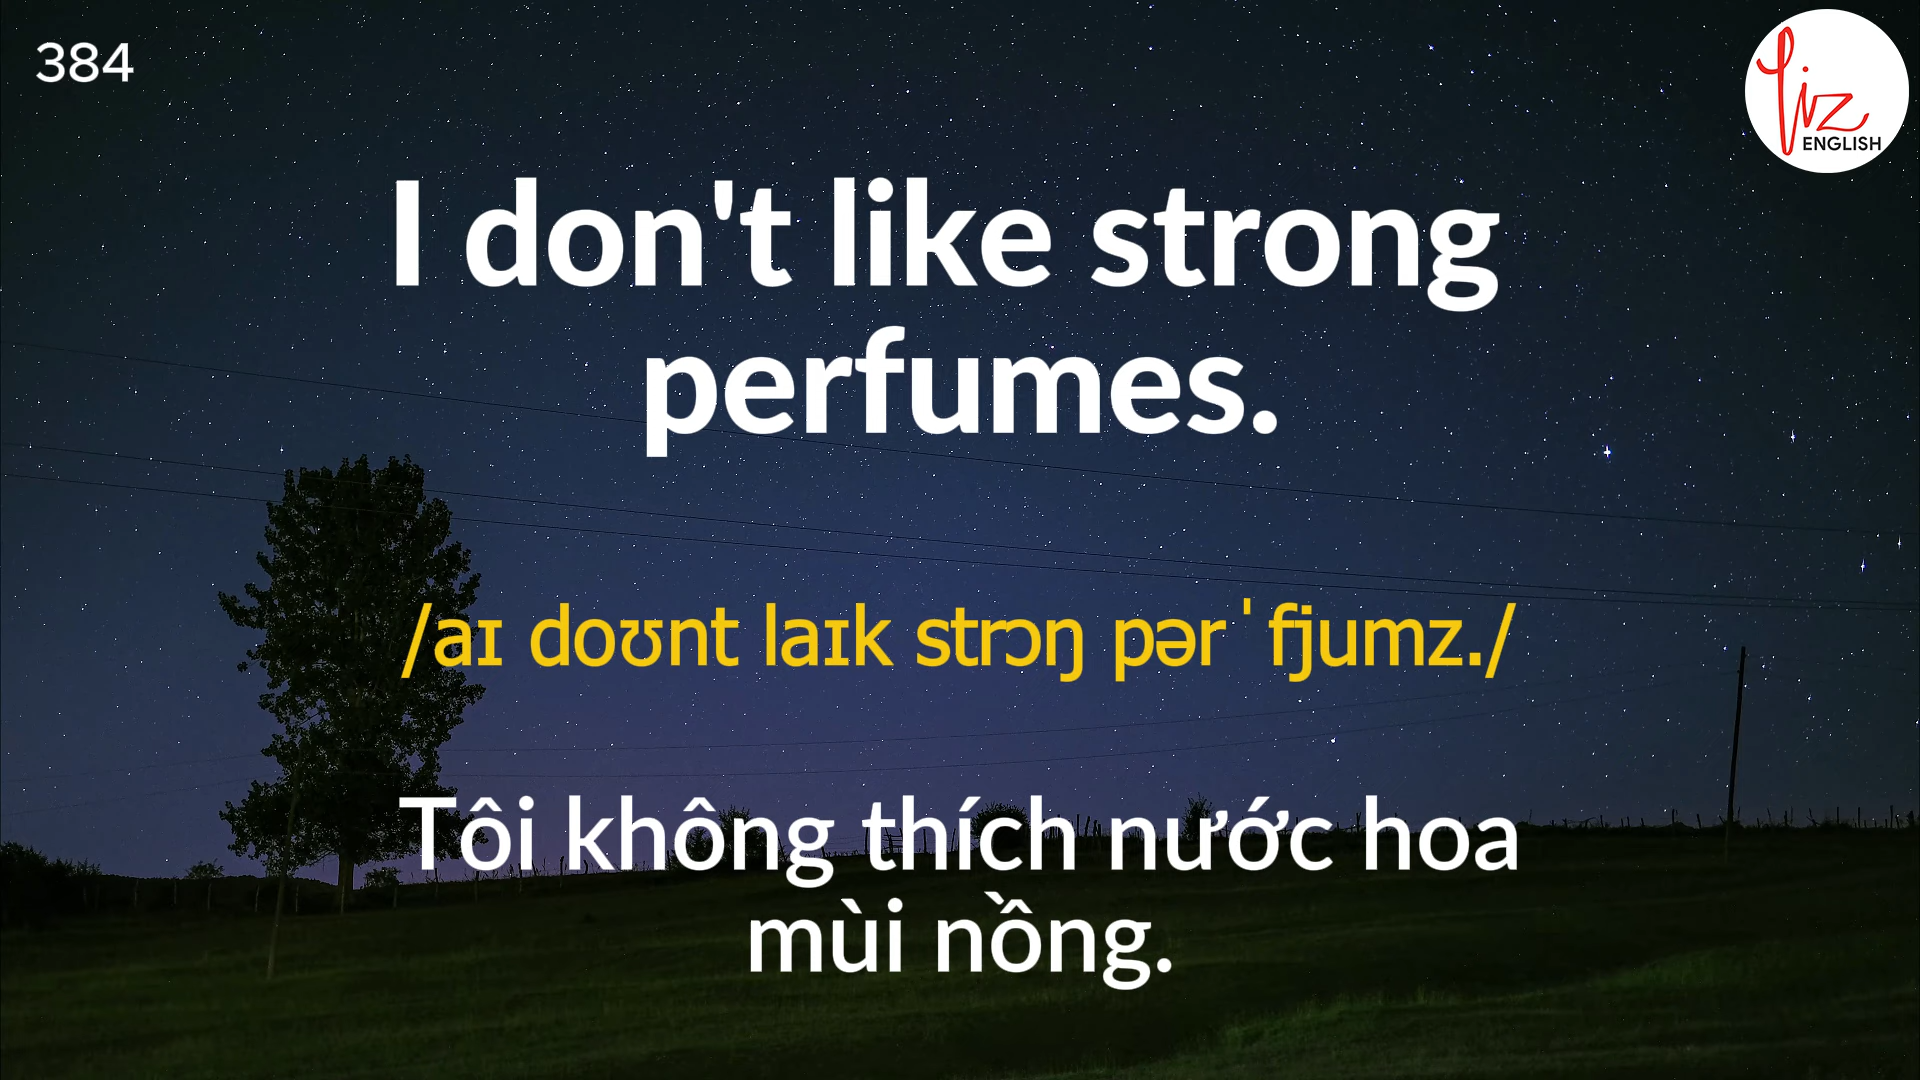 384
Liz
ENGLISH
I don't like strong
perfumes.
/aɪ doʊnt laɪk strɔŋ pərˈfjumz./
Tôi không thích nước hoa
mùi nồng.